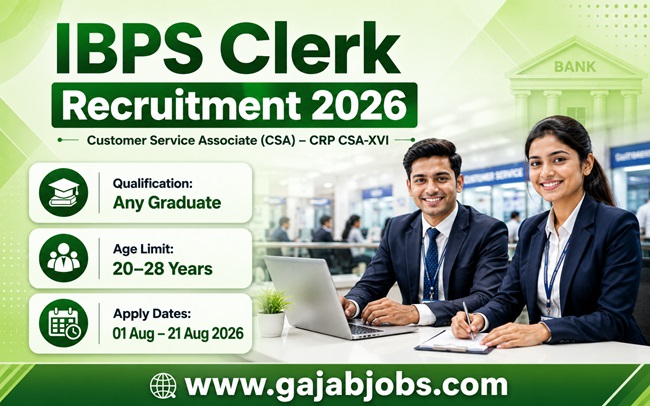 IBPS Clerk
BANK
Recruitment 2026
Customer Service Associate (CSA) – CRP CSA-XVI
Qualification:
Any Graduate
Age Limit:
20–28 Years
Apply Dates:
01 Aug – 21 Aug 2026
CUSTOMER SERVICE
www.gajabjobs.com